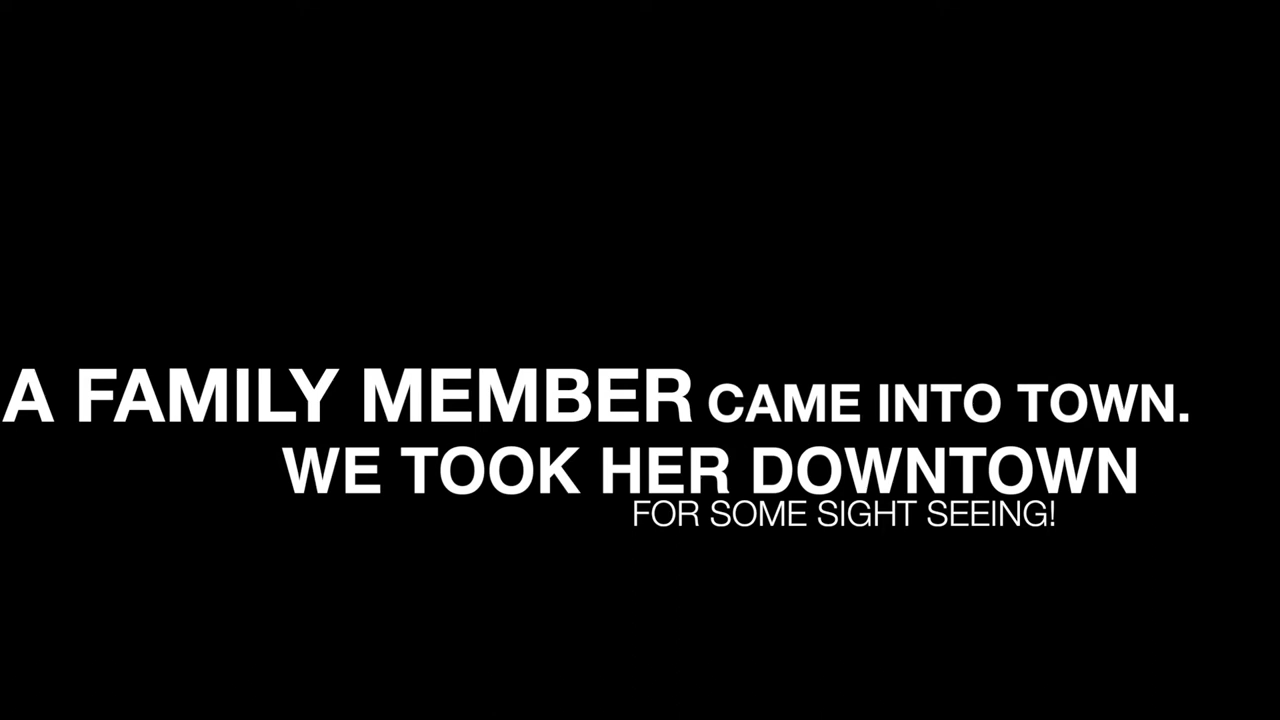 A FAMILY MEMBER CAME INTO TOWN.
WE TOOK HER DOWNTOWN
FOR SOME SIGHT SEEING!